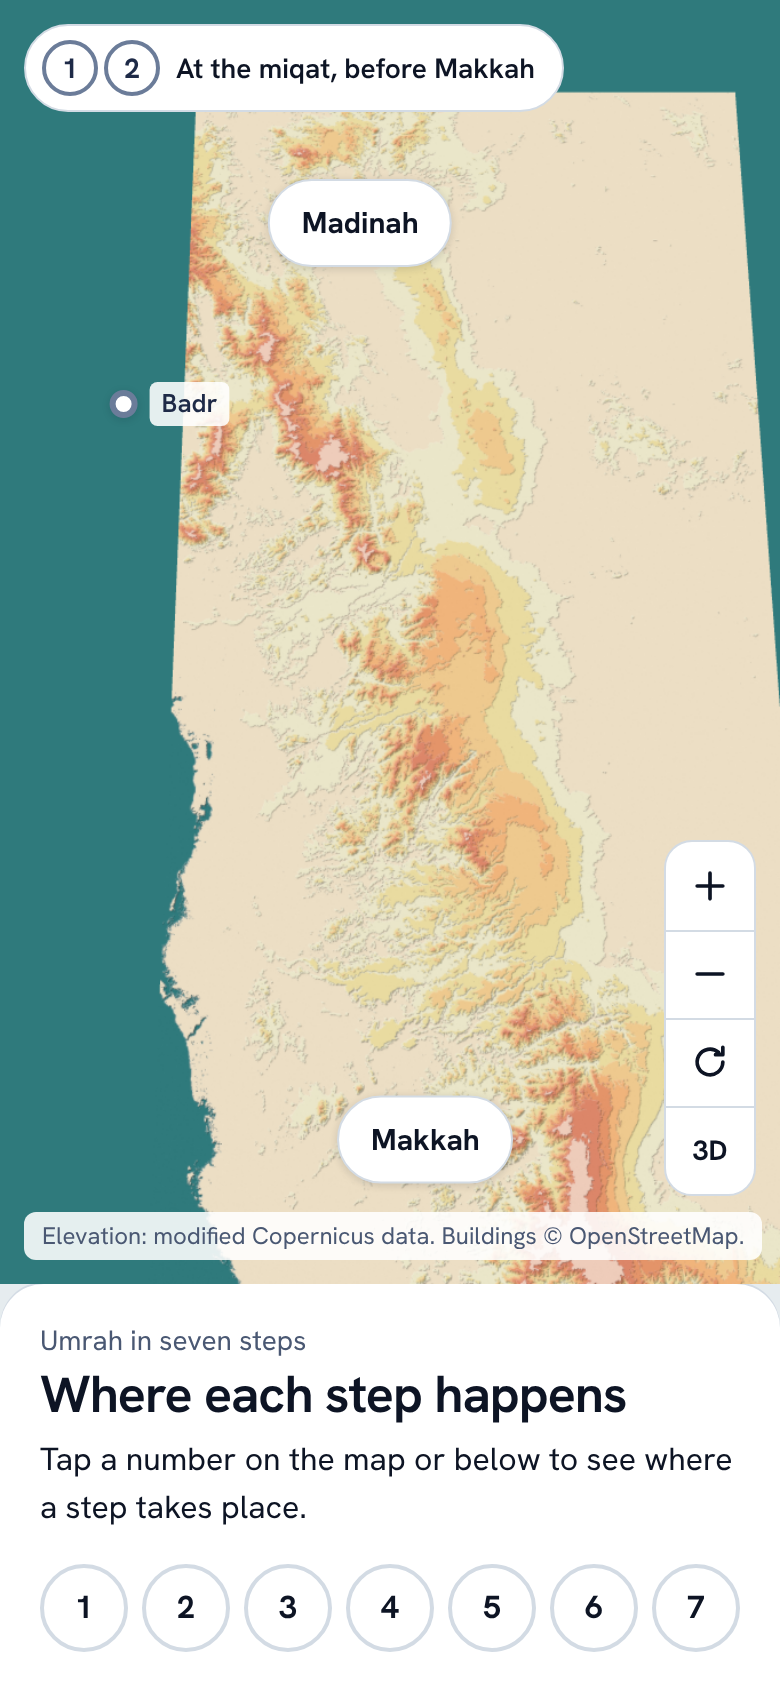 1 2 At the miqat, before Makkah
Madinah
Badr
Makkah
3D
Elevation: modified Copernicus data. Buildings © OpenStreetMap.
Umrah in seven steps
Where each step happens
Tap a number on the map or below to see where
a step takes place.
1 2 3 4 5 6 7